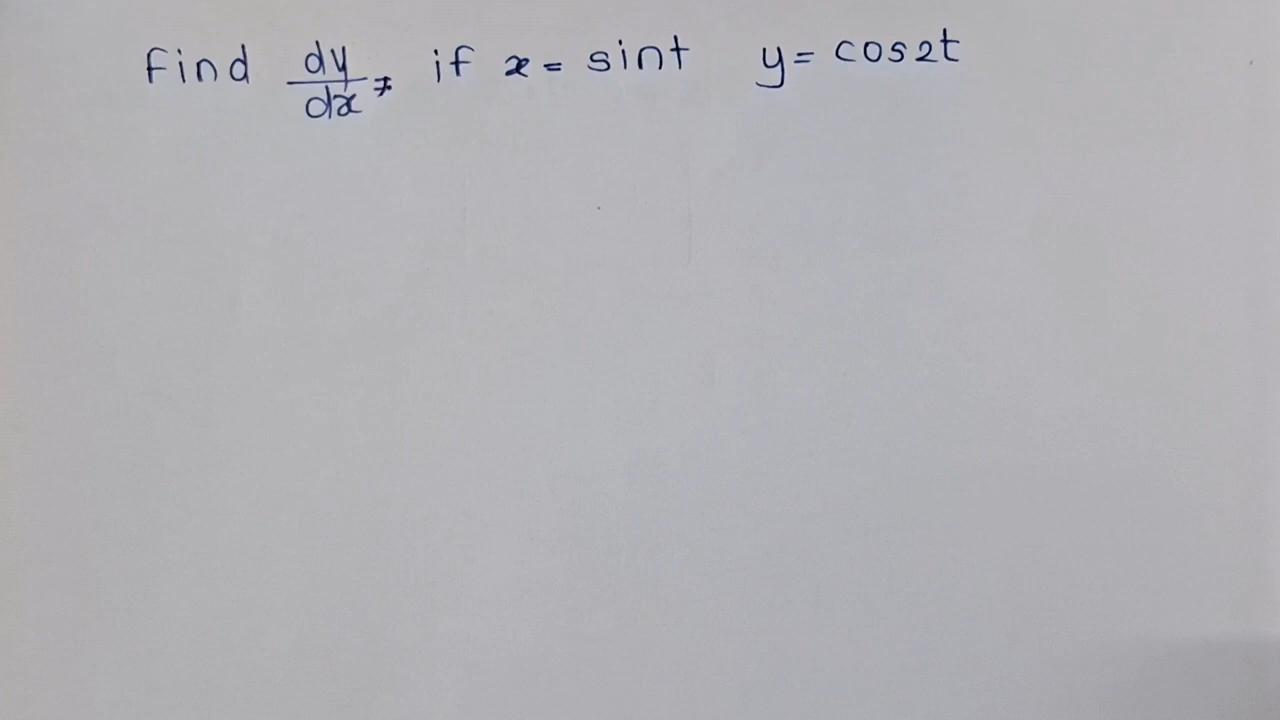 Find dy/dx, if x = sint y = cos2t